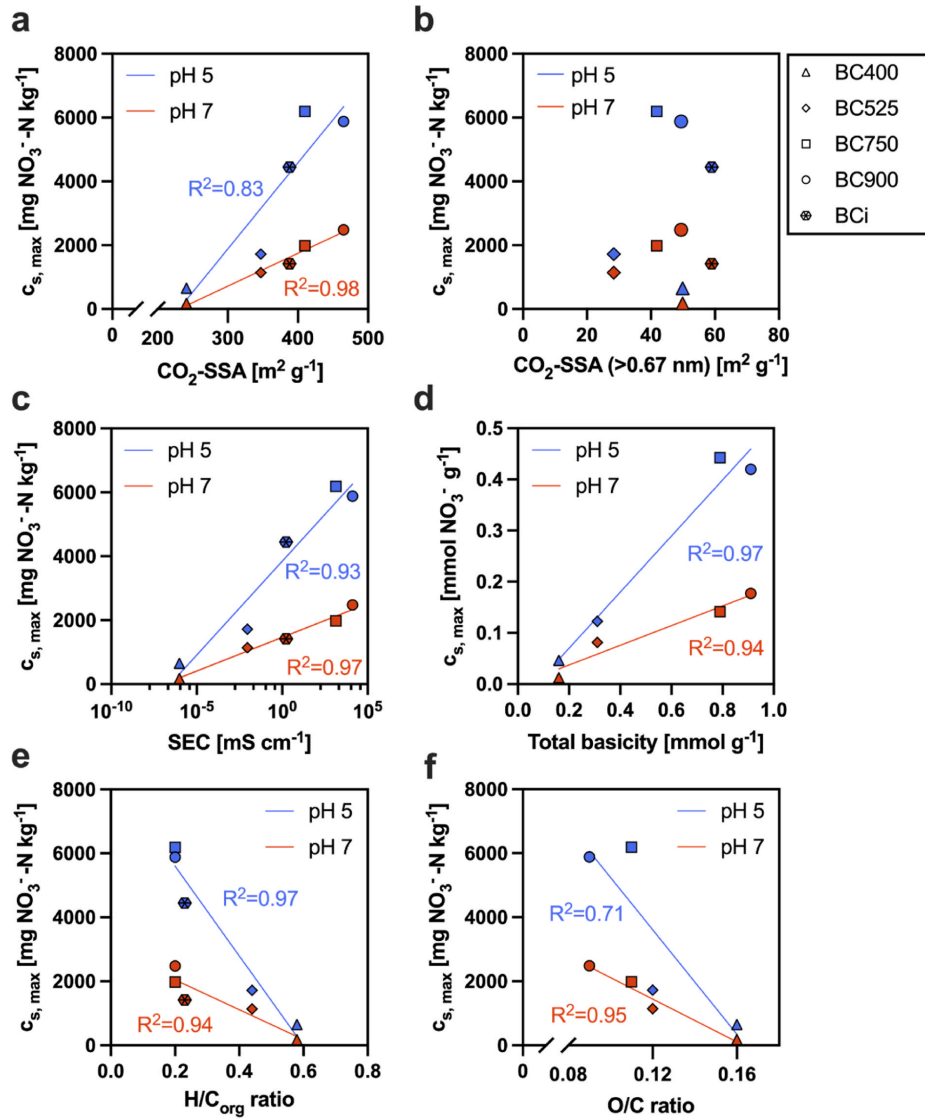 a
8000
6000
4000
2000
0
c_s, max [mg NO₃⁻-N kg⁻¹]
pH 5
pH 7
R²=0.83
R²=0.98
0
200
300
400
500
CO₂-SSA [m² g⁻¹]
b
8000
6000
4000
2000
0
c_s, max [mg NO₃⁻-N kg⁻¹]
pH 5
pH 7
0
20
40
60
80
CO₂-SSA (>0.67 nm) [m² g⁻¹]
BC400
BC525
BC750
BC900
BCi
c
8000
6000
4000
2000
0
c_s, max [mg NO₃⁻-N kg⁻¹]
pH 5
pH 7
R²=0.93
R²=0.97
10⁻¹⁰
10⁻⁵
10⁰
10⁵
SEC [mS cm⁻¹]
d
0.5
0.4
0.3
0.2
0.1
0.0
c_s, max [mmol NO₃⁻ g⁻¹]
pH 5
pH 7
R²=0.97
R²=0.94
0.0
0.2
0.4
0.6
0.8
1.0
Total basicity [mmol g⁻¹]
e
8000
6000
4000
2000
0
c_s, max [mg NO₃⁻-N kg⁻¹]
pH 5
pH 7
R²=0.97
R²=0.94
0.0
0.2
0.4
0.6
0.8
H/C_org ratio
f
8000
6000
4000
2000
0
c_s, max [mg NO₃⁻-N kg⁻¹]
pH 5
pH 7
R²=0.71
R²=0.95
0
0.08
0.12
0.16
O/C ratio